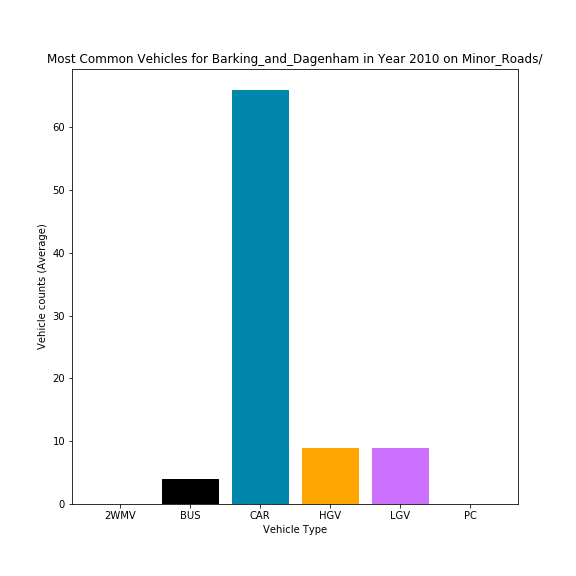 Most Common Vehicles for Barking_and_Dagenham in Year 2010 on Minor_Roads/
60
50
40
30
20
10
0
Vehicle counts (Average)
2WMV BUS CAR HGV LGV PC
Vehicle Type